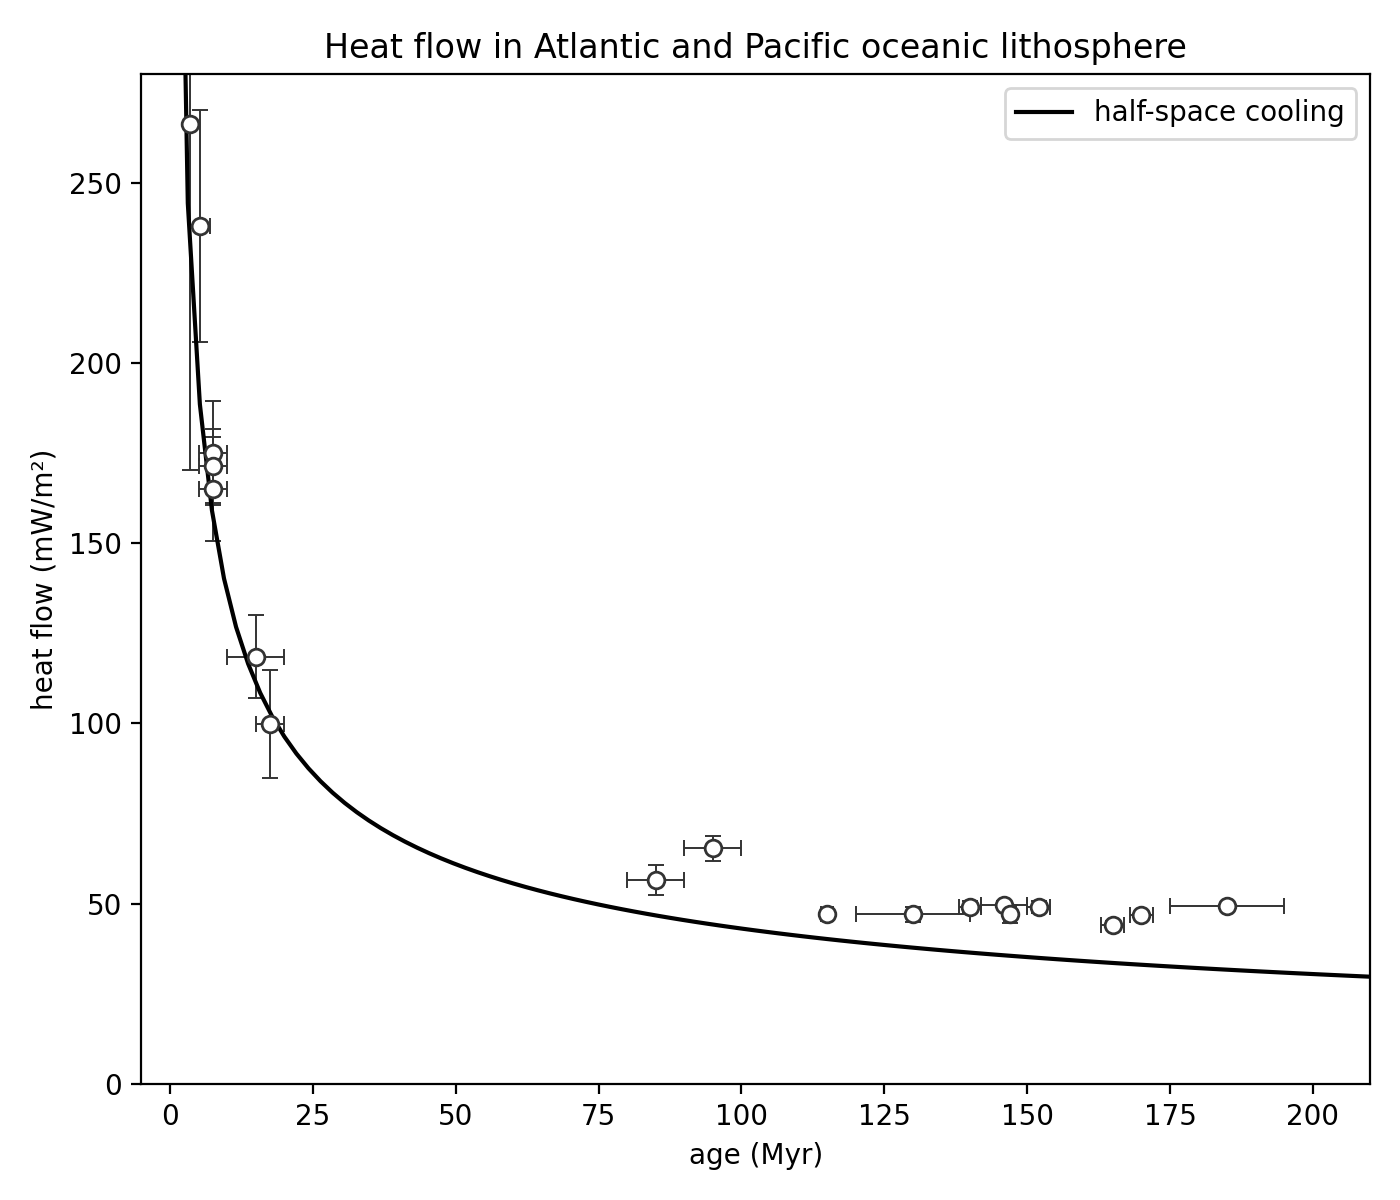 Heat flow in Atlantic and Pacific oceanic lithosphere
half-space cooling
heat flow (mW/m²)
250
200
150
100
50
0
0 25 50 75 100 125 150 175 200
age (Myr)